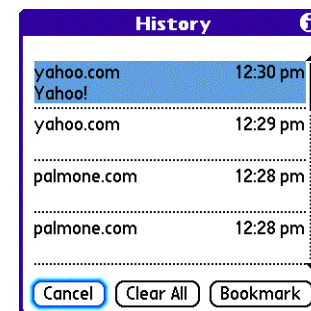 History
yahoo.com 12:30 pm
Yahoo!
yahoo.com 12:29 pm
palmone.com 12:28 pm
palmone.com 12:28 pm
Cancel Clear All Bookmark